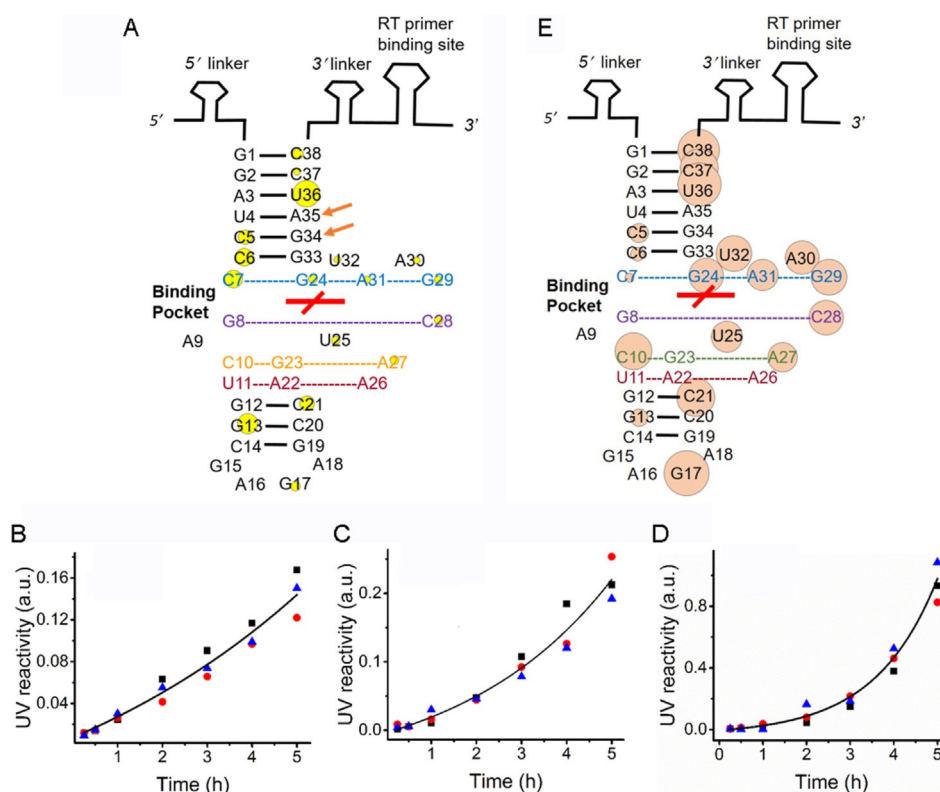 A
RT primer
binding site
5′ linker
3′ linker
5′
3′
G1 C38
G2 C37
A3 U36
U4 A35
C5 G34
C6 G33 U32 A30
C7 G24 A31 G29
Binding
Pocket
G8 C28
A9 U25
C10 G23 A27
U11 A22 A26
G12 C21
G13 C20
C14 G19
G15 A18
A16 G17
E
RT primer
binding site
5′ linker
3′ linker
5′
3′
G1 C38
G2 C37
A3 U36
U4 A35
C5 G34
C6 G33 U32 A30
C7 G24 A31 G29
Binding
Pocket
G8 C28
A9 U25
C10 G23 A27
U11 A22 A26
G12 C21
G13 C20
C14 G19
G15 A18
A16 G17
B
UV reactivity (a.u.)
0.16
0.12
0.08
0.04
0 1 2 3 4 5
Time (h)
C
UV reactivity (a.u.)
0.2
0.1
0.0
1 2 3 4 5
Time (h)
D
UV reactivity (a.u.)
0.8
0.4
0.0
0 1 2 3 4 5
Time (h)